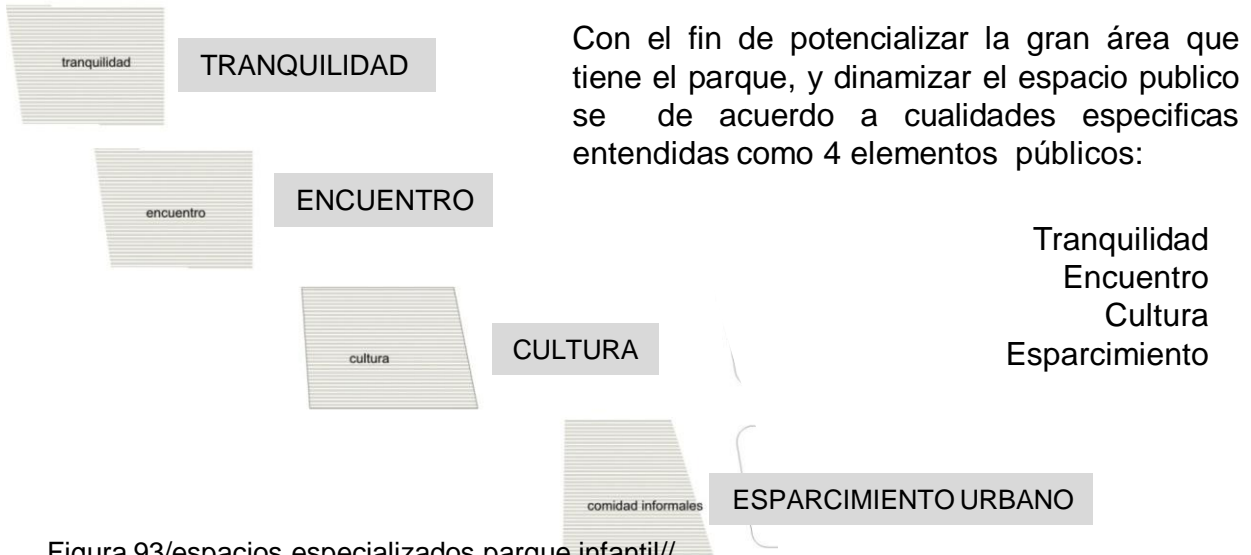 tranquilidad
TRANQUILIDAD
Con el fin de potencializar la gran área que
tiene el parque, y dinamizar el espacio publico
se de acuerdo a cualidades especificas
entendidas como 4 elementos públicos:
encuentro
ENCUENTRO
Tranquilidad
Encuentro
Cultura
Esparcimiento
cultura
CULTURA
comidad informales
ESPARCIMIENTO URBANO
Figura 93/espacios especializados parque infantil//